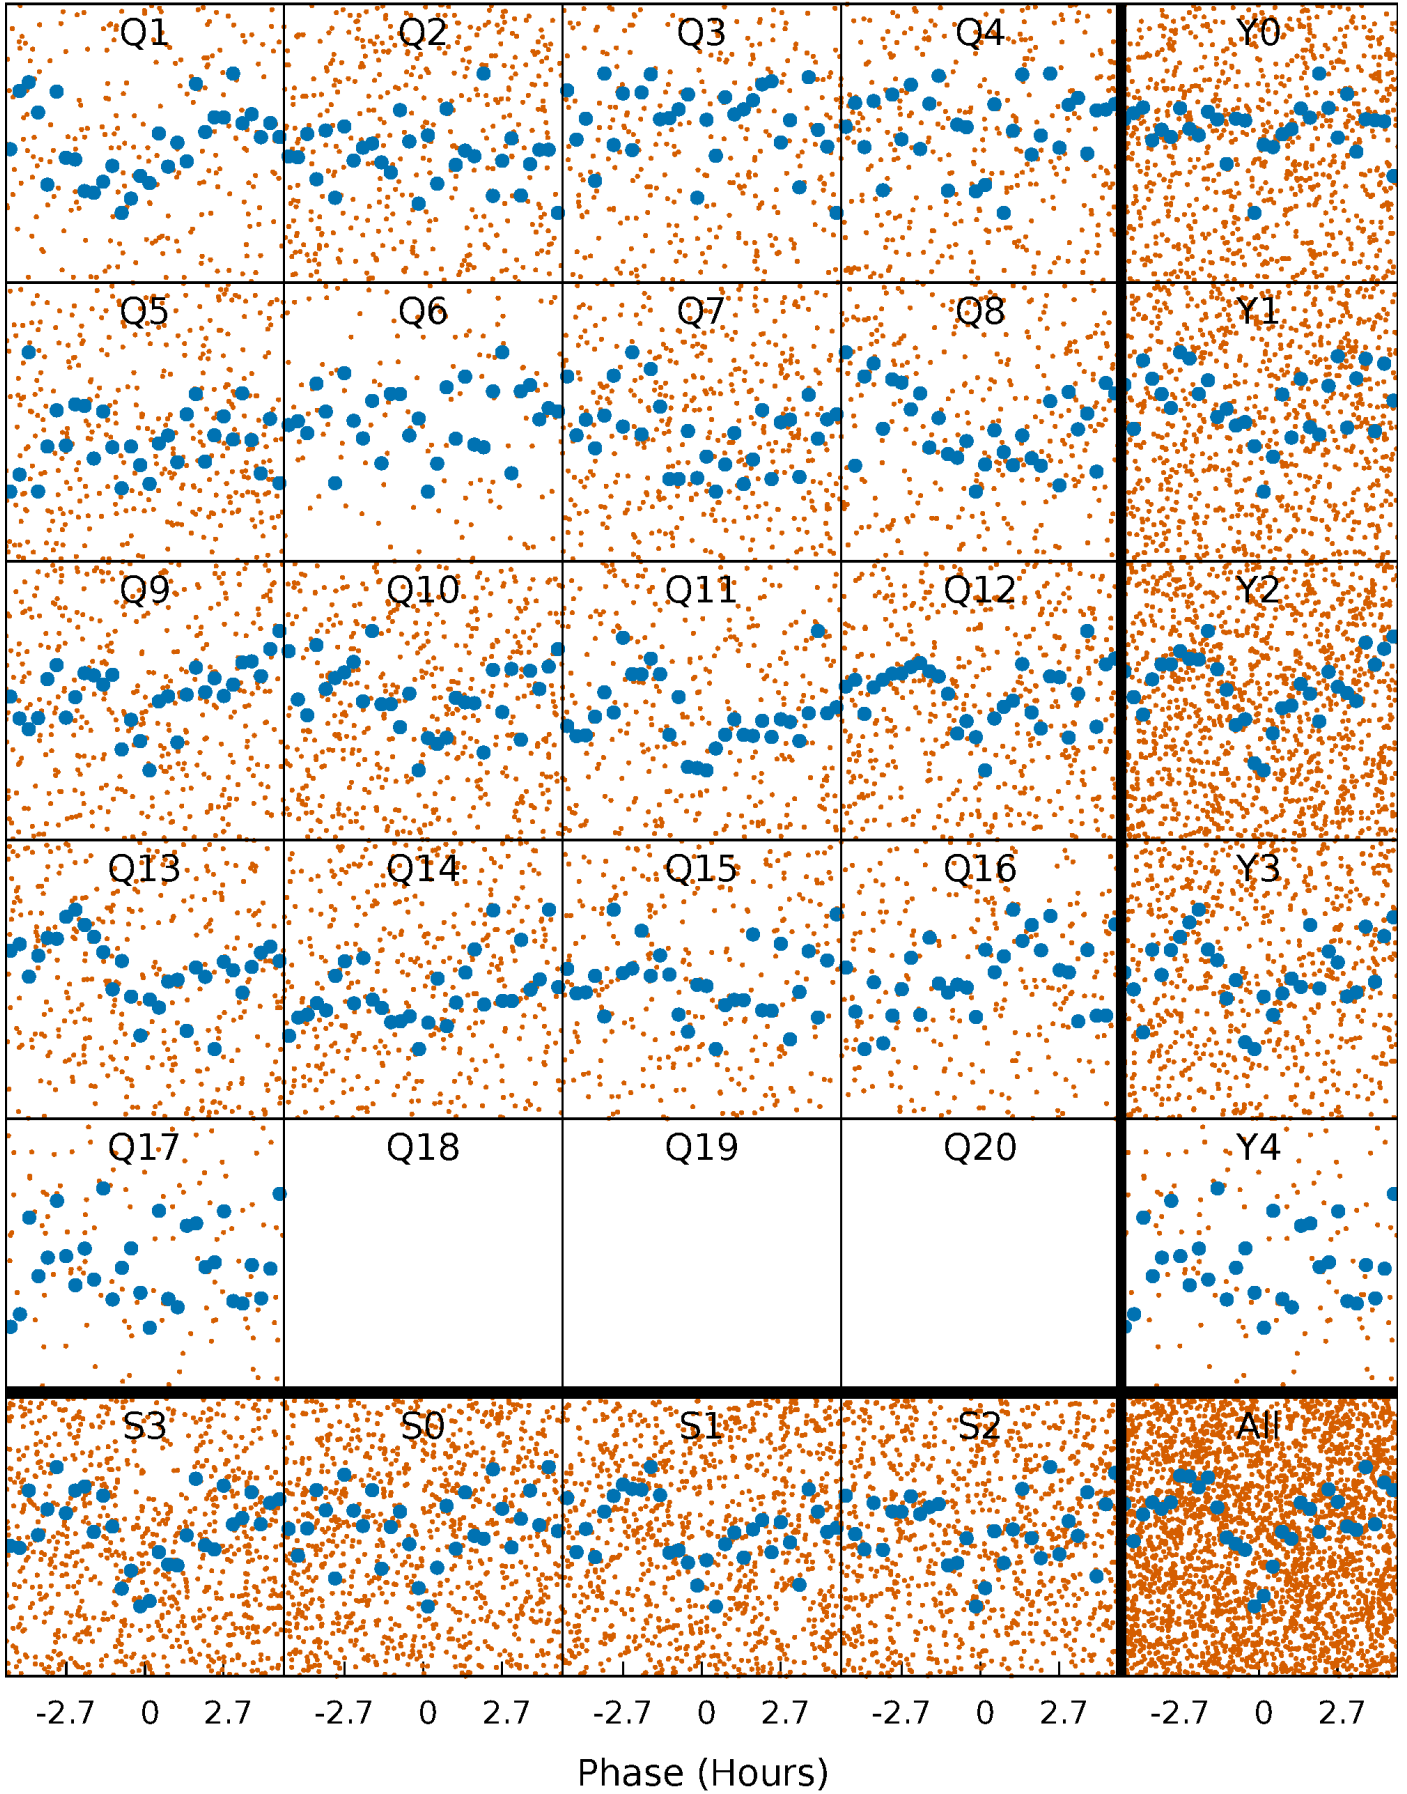 Q1 Q2 Q3 Q4 Y0
Q5 Q6 Q7 Q8 Y1
Q9 Q10 Q11 Q12 Y2
Q13 Q14 Q15 Q16 Y3
Q17 Q18 Q19 Q20 Y4
S3 S0 S1 S2 All
-2.7 0 2.7 -2.7 0 2.7 -2.7 0 2.7 -2.7 0 2.7 -2.7 0 2.7
Phase (Hours)